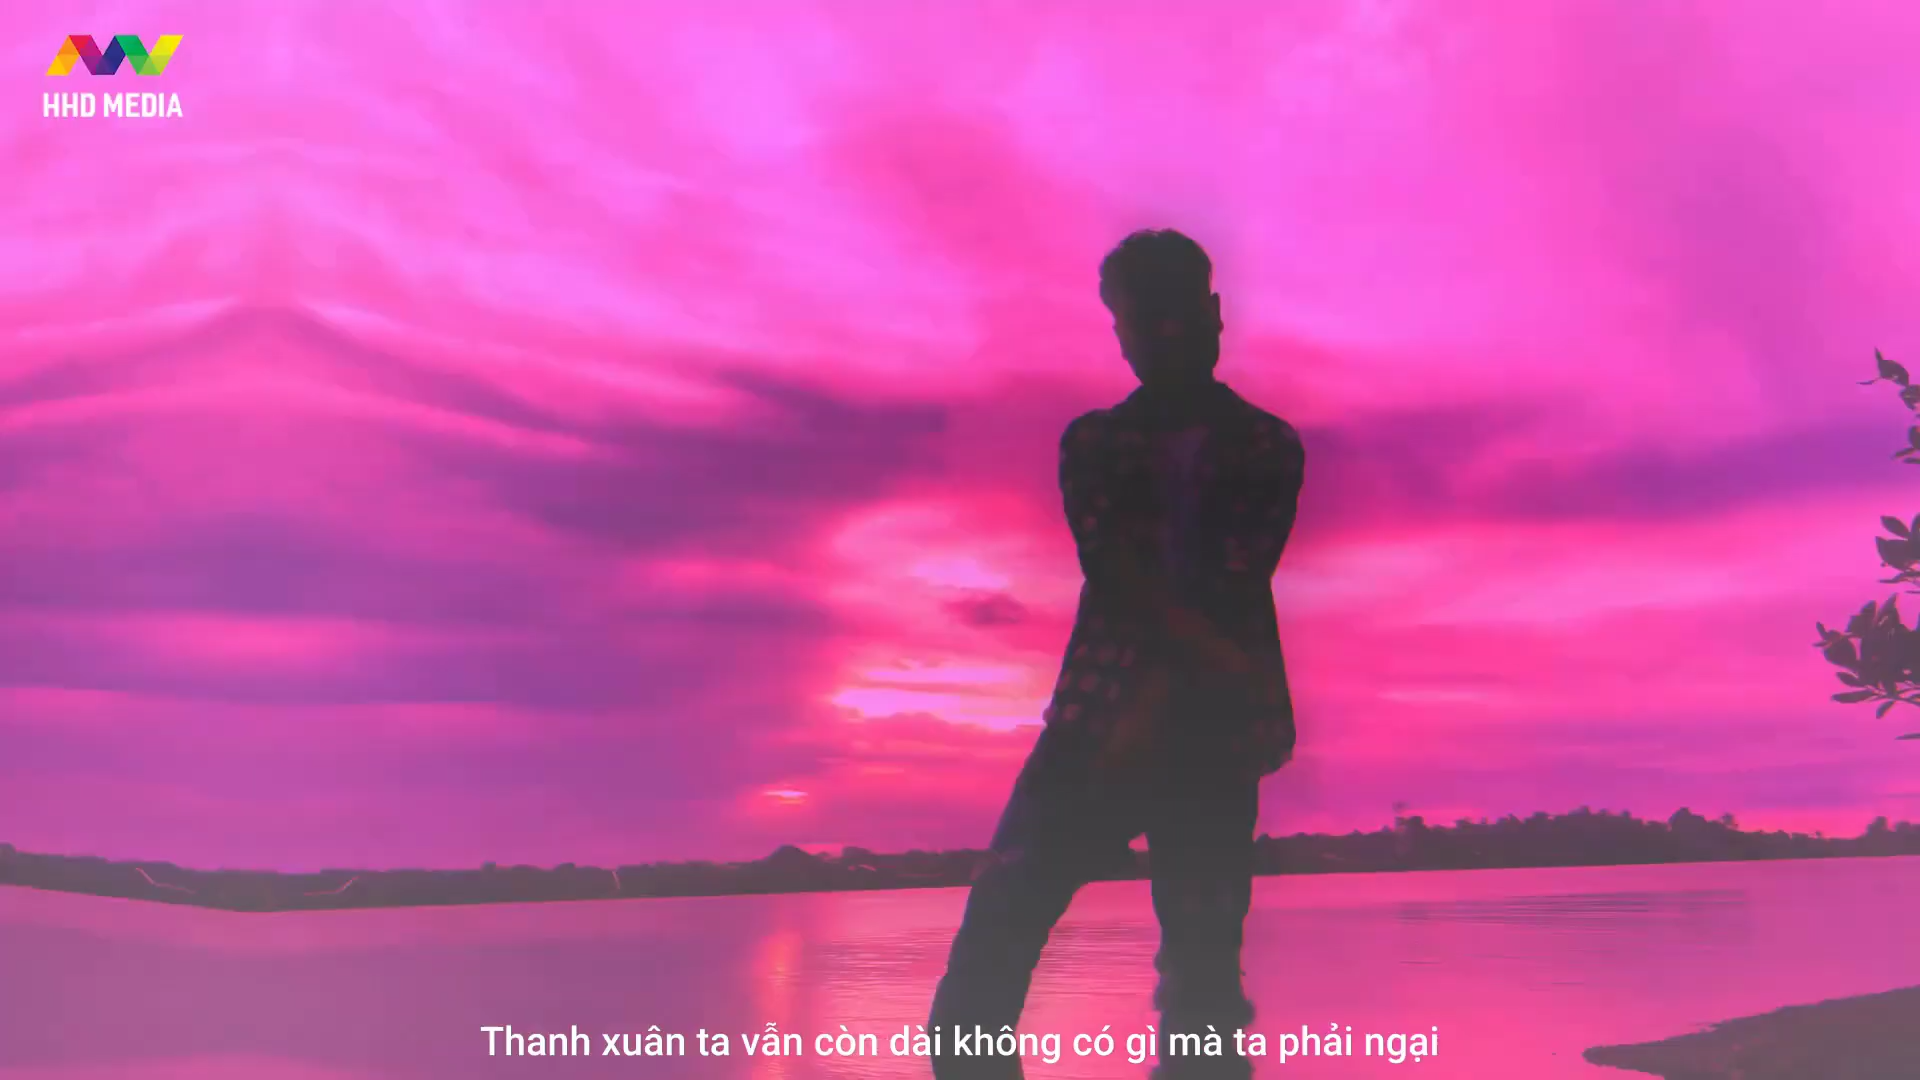 HHD MEDIA
Thanh xuân ta vẫn còn dài không có gì mà ta phải ngại